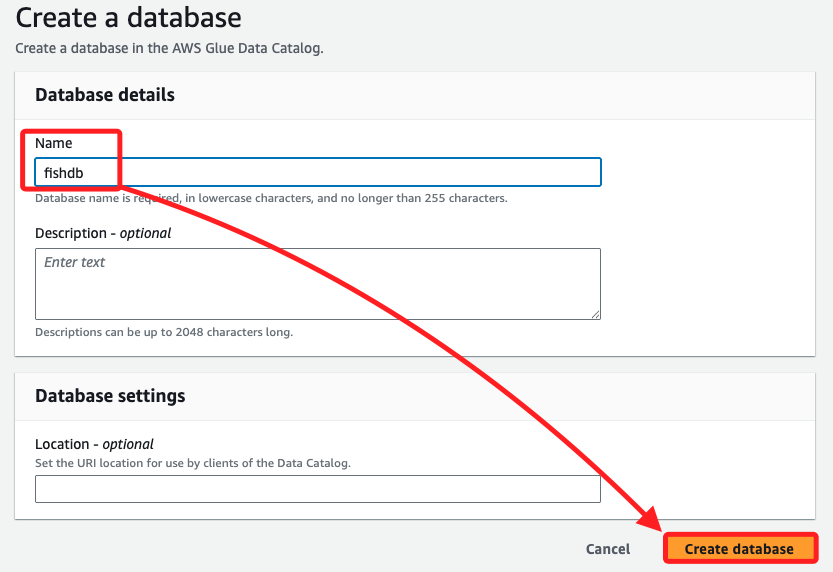 Create a database
Create a database in the AWS Glue Data Catalog.
Database details
Name
fishdb
Database name is required, in lowercase characters, and no longer than 255 characters.
Description - optional
Enter text
Descriptions can be up to 2048 characters long.
Database settings
Location - optional
Set the URI location for use by clients of the Data Catalog.
Cancel
Create database